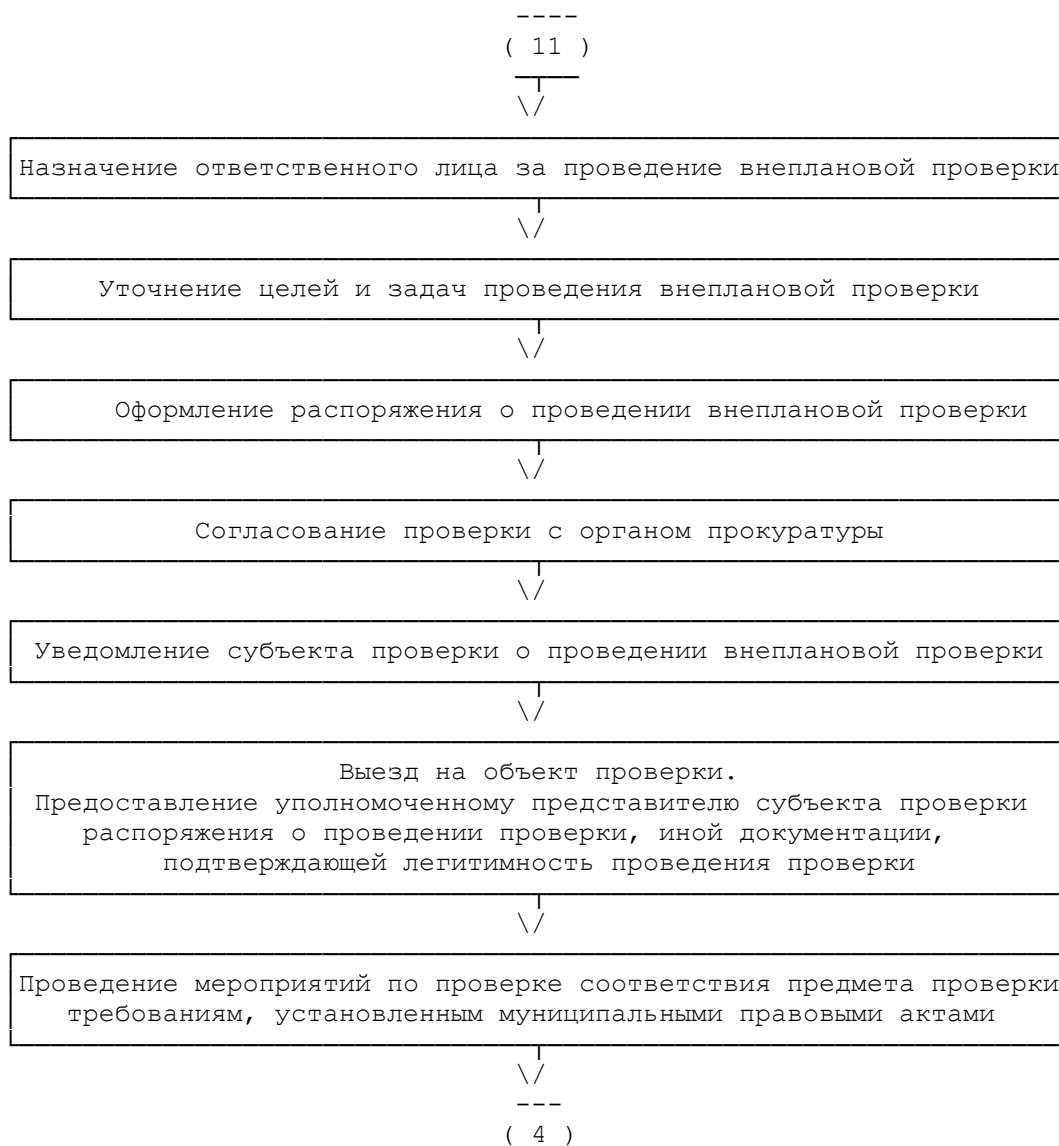 ( 11 )
Назначение ответственного лица за проведение внеплановой проверки
Уточнение целей и задач проведения внеплановой проверки
Оформление распоряжения о проведении внеплановой проверки
Согласование проверки с органом прокуратуры
Уведомление субъекта проверки о проведении внеплановой проверки
Выезд на объект проверки.
Предоставление уполномоченному представителю субъекта проверки
распоряжения о проведении проверки, иной документации,
подтверждающей легитимность проведения проверки
Проведение мероприятий по проверке соответствия предмета проверки
требованиям, установленным муниципальными правовыми актами
( 4 )